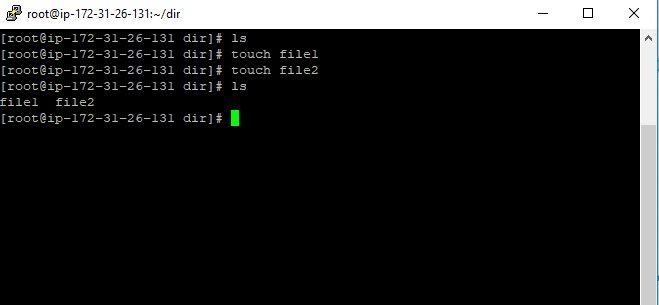 root@ip-172-31-26-131:~/dir
[root@ip-172-31-26-131 dir]# ls
[root@ip-172-31-26-131 dir]# touch file1
[root@ip-172-31-26-131 dir]# touch file2
[root@ip-172-31-26-131 dir]# ls
file1  file2
[root@ip-172-31-26-131 dir]#